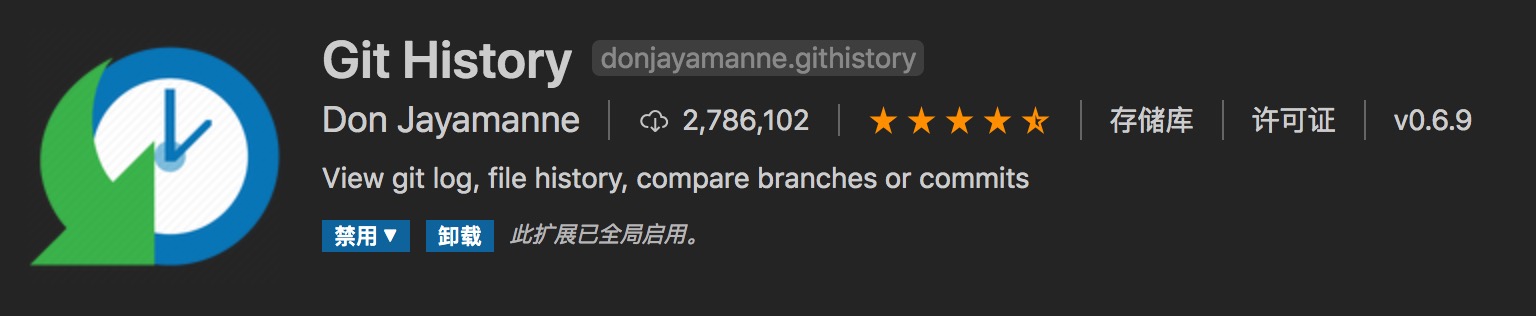 Git History donjayamanne.githistory
Don Jayamanne 2,786,102 存储库 许可证 v0.6.9
View git log, file history, compare branches or commits
禁用 卸载 此扩展已全局启用。